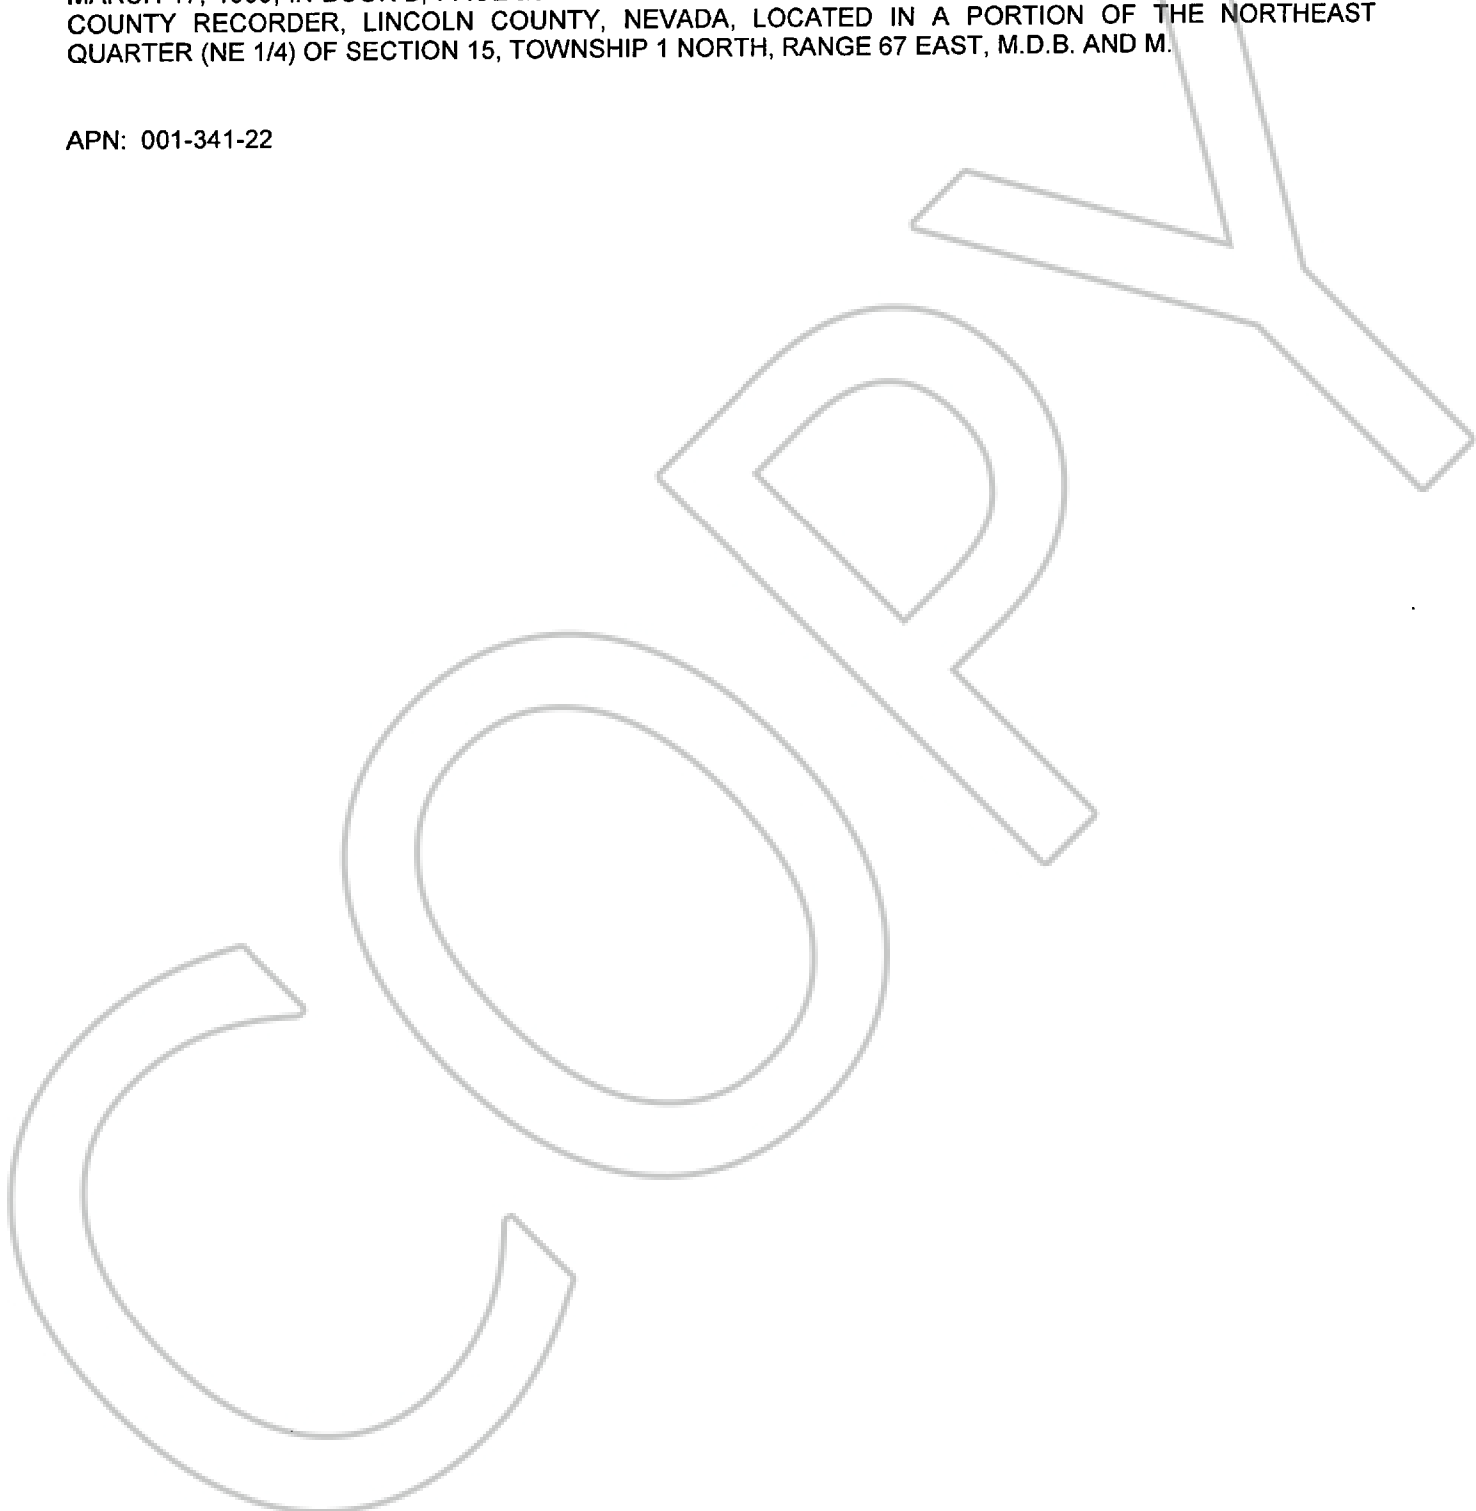 COUNTY RECORDER, LINCOLN COUNTY, NEVADA, LOCATED IN A PORTION OF THE NORTHEAST
QUARTER (NE 1/4) OF SECTION 15, TOWNSHIP 1 NORTH, RANGE 67 EAST, M.D.B. AND M.
APN: 001-341-22
COPY